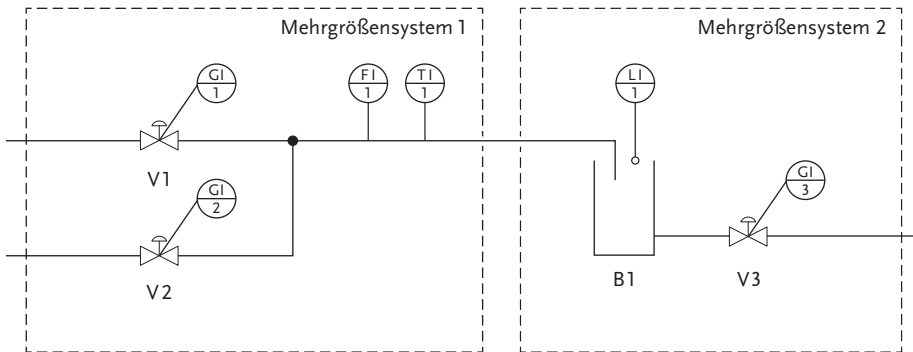 Mehrgrößensystem 1
Mehrgrößensystem 2
GI
1
FI
1
TI
1
LI
1
V1
GI
2
GI
3
V2
B1
V3